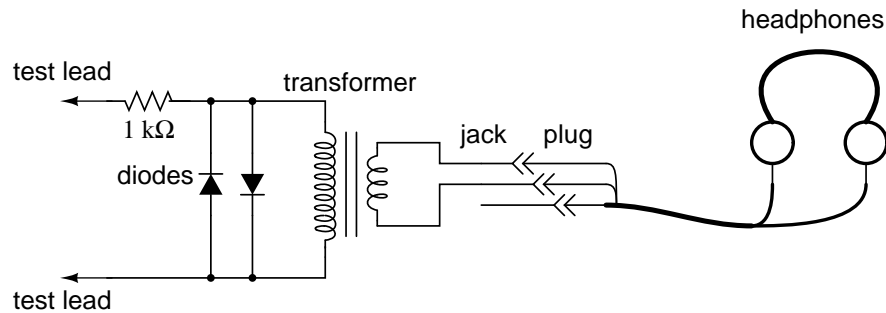 headphones
test lead
transformer
1 kΩ
jack
plug
diodes
test lead